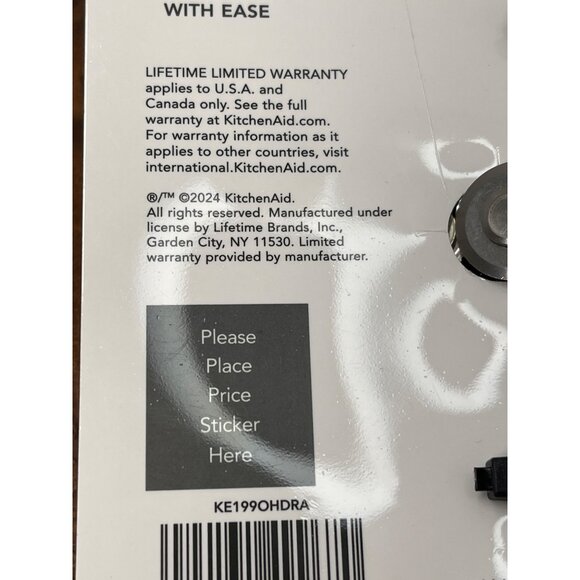 WITH EASE
LIFETIME LIMITED WARRANTY
applies to U.S.A. and
Canada only. See the full
warranty at KitchenAid.com.
For warranty information as it
applies to other countries, visit
international.KitchenAid.com.
®/™ ©2024 KitchenAid.
All rights reserved. Manufactured under
license by Lifetime Brands, Inc.,
Garden City, NY 11530. Limited
warranty provided by manufacturer.
Please
Place
Price
Sticker
Here
KE199OHDRA